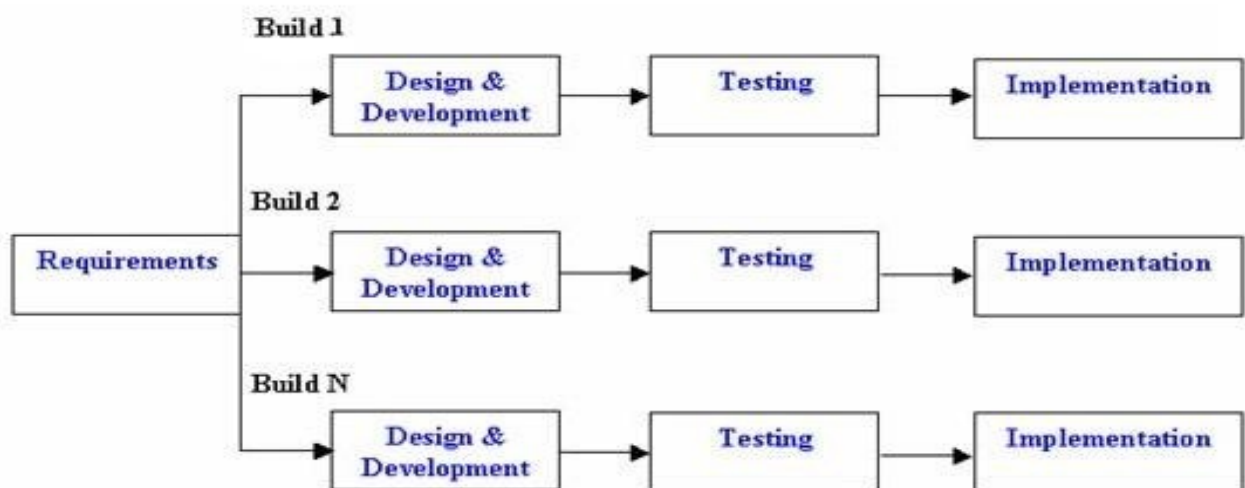 Build 1
Design &
Development
Testing
Implementation
Build 2
Requirements
Design &
Development
Testing
Implementation
Build N
Design &
Development
Testing
Implementation